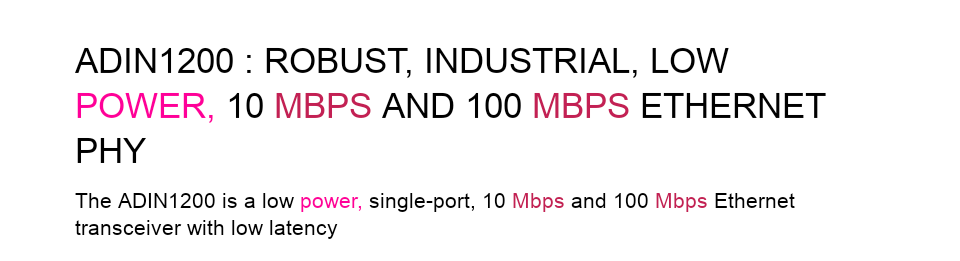 ADIN1200 : ROBUST, INDUSTRIAL, LOW
POWER, 10 MBPS AND 100 MBPS ETHERNET
PHY
The ADIN1200 is a low power, single-port, 10 Mbps and 100 Mbps Ethernet
transceiver with low latency